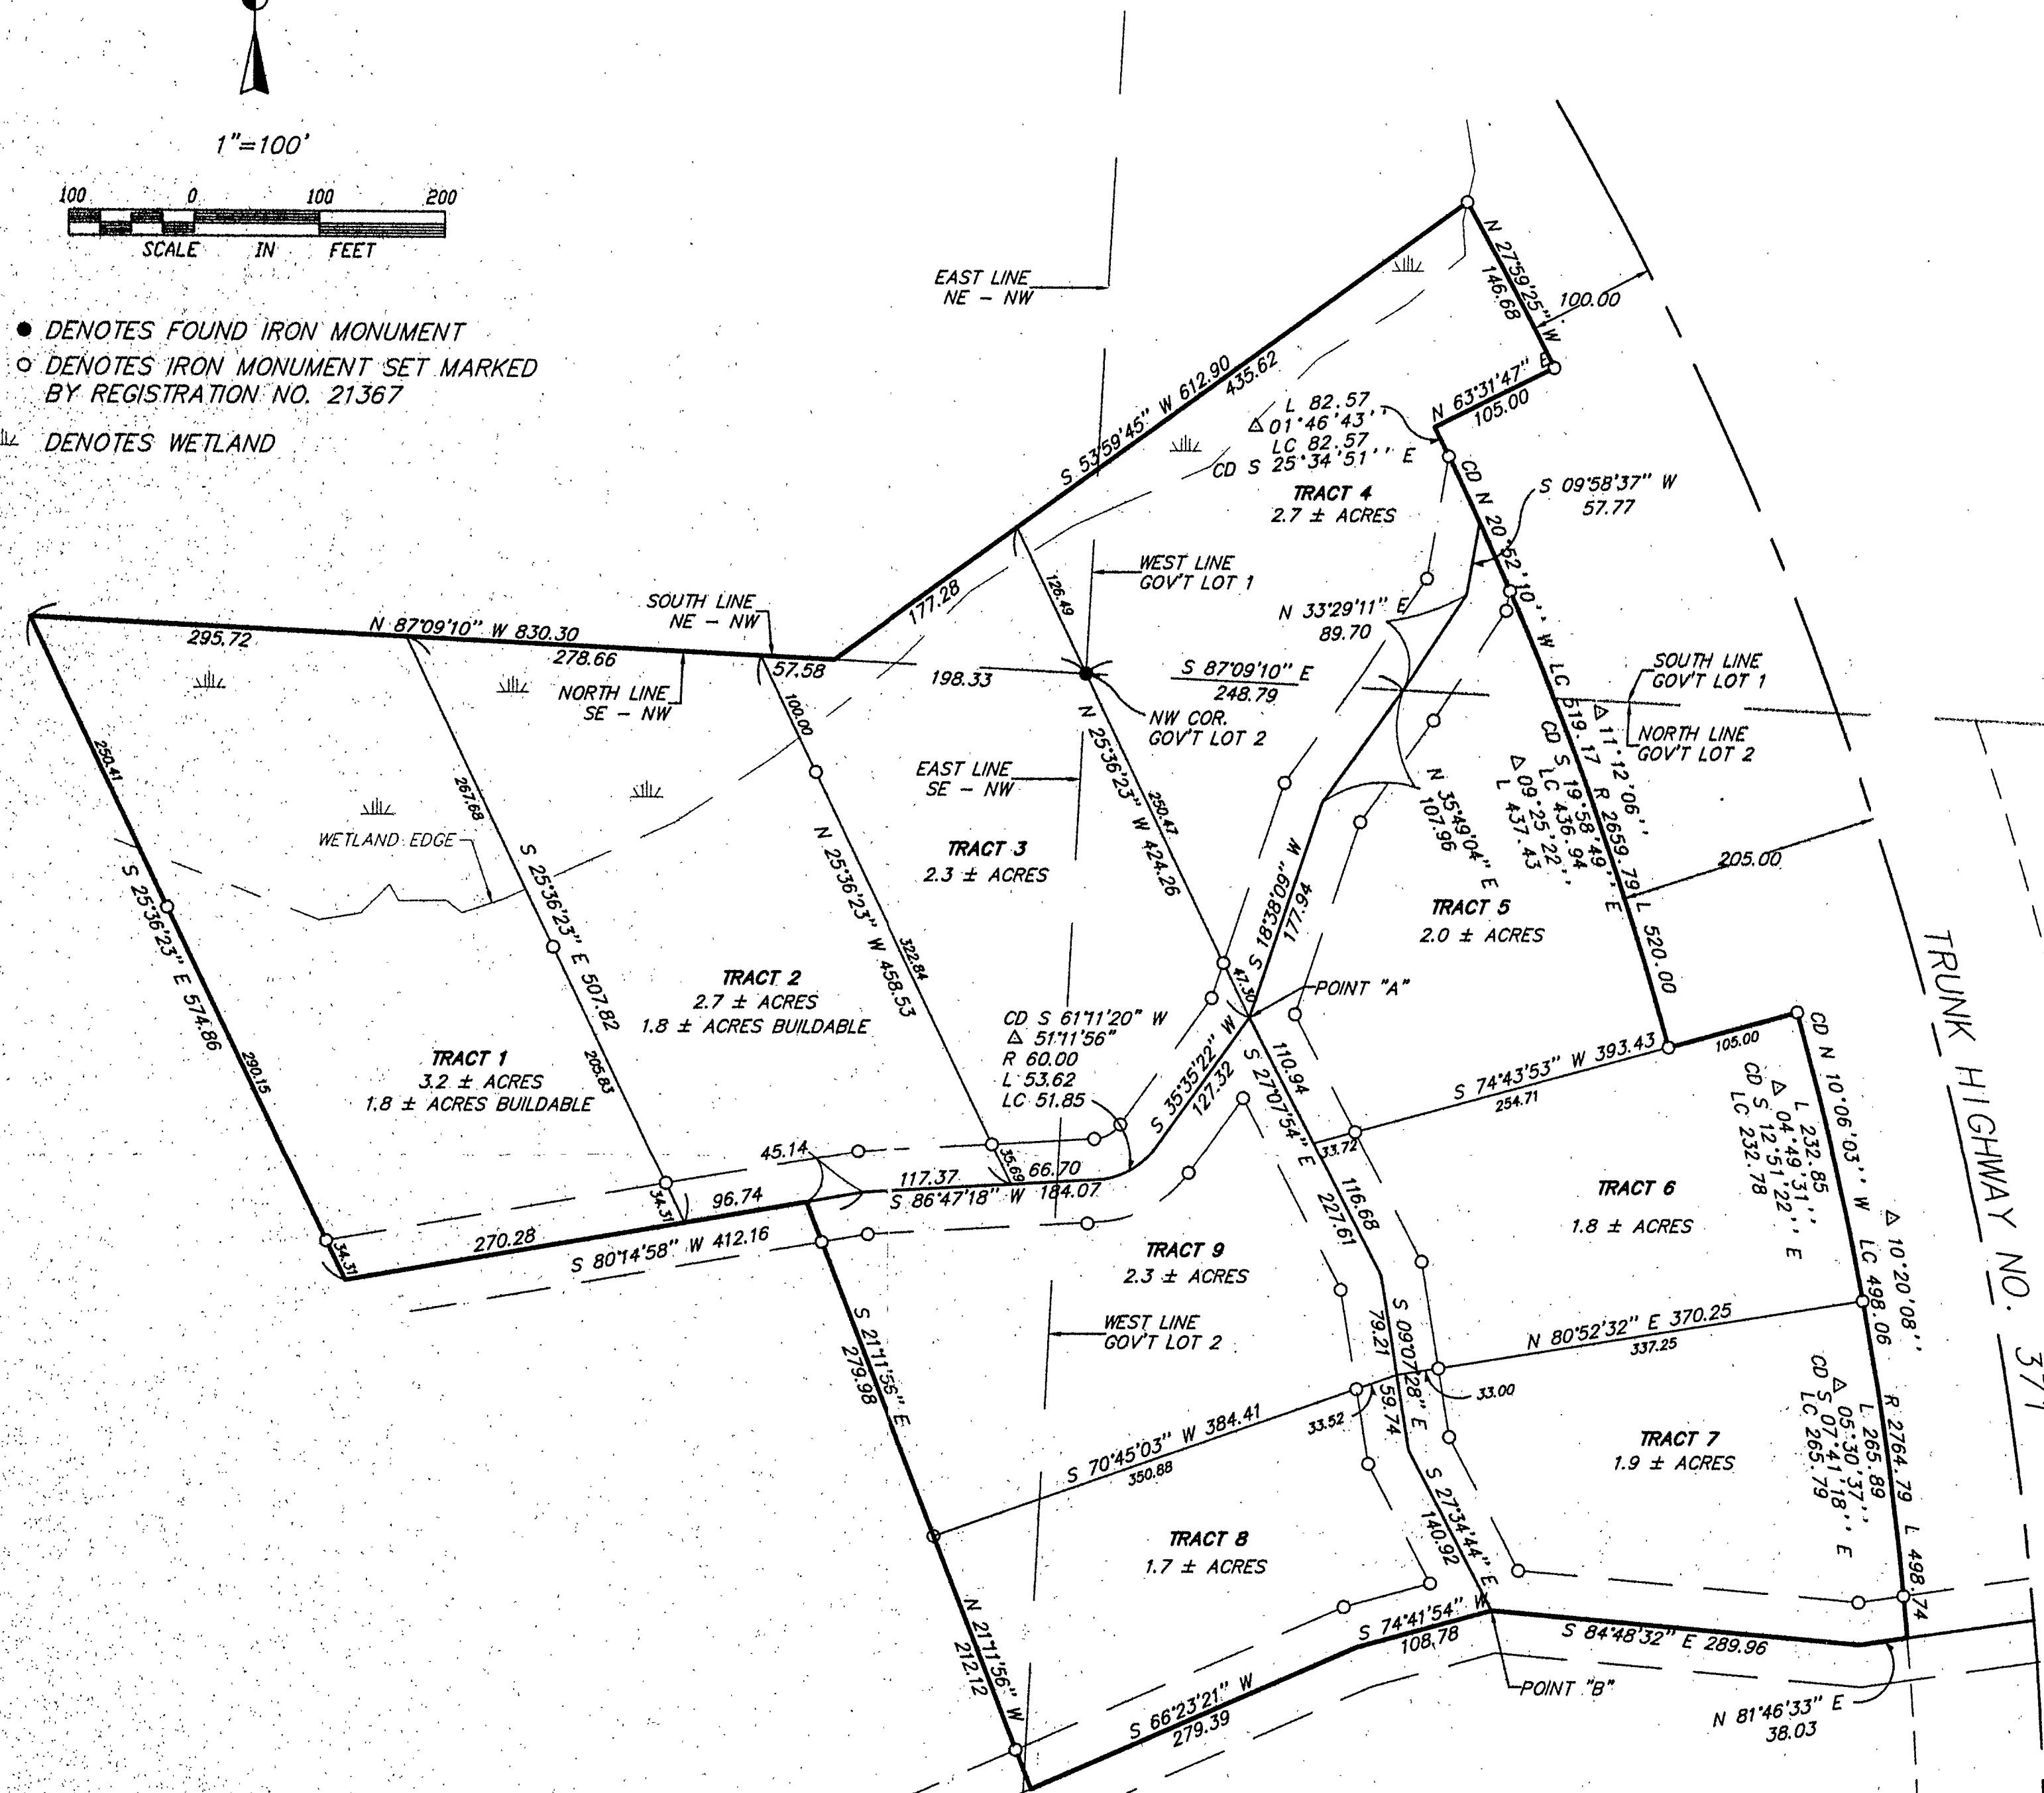 1"=100'
100 0 100 200
SCALE IN FEET
● DENOTES FOUND IRON MONUMENT
○ DENOTES IRON MONUMENT SET MARKED
BY REGISTRATION NO. 21367
DENOTES WETLAND
EAST LINE
NE - NW
N 27°59'25" W
146.68
100.00
N 63°31'47" E
105.00
S 53°59'45" W 612.90
435.62
177.28
L 82.57
Δ 01°46'43''
LC 82.57
CD S 25°34'51'' E
TRACT 4
2.7 ± ACRES
S 09°58'37" W
57.77
WEST LINE
GOV'T LOT 1
126.49
N 33°29'11" E
89.70
CD N 20°52'10'' W LC 519.17 R 2659.79 L 520.00
Δ 11°12'06''
SOUTH LINE
GOV'T LOT 1
NORTH LINE
GOV'T LOT 2
S 87°09'10" E
248.79
SOUTH LINE
NE - NW
N 87°09'10" W 830.30
295.72
278.66
57.58
198.33
NORTH LINE
SE - NW
NW COR.
GOV'T LOT 2
EAST LINE
SE - NW
250.41
267.68
100.00
N 25°36'23" W 424.26
250.47
47.30
CD S 19°58'49'' E
LC 436.94
Δ 09°25'22''
L 437.43
N 35°49'04" E
107.96
205.00
WETLAND EDGE
TRACT 3
2.3 ± ACRES
TRACT 5
2.0 ± ACRES
S 18°38'09" W
177.94
S 25°36'23" E 574.86
290.15
34.31
S 25°36'23" E 507.82
205.83
34.31
N 25°36'23" W 458.53
322.84
35.69
TRACT 2
2.7 ± ACRES
1.8 ± ACRES BUILDABLE
TRACT 1
3.2 ± ACRES
1.8 ± ACRES BUILDABLE
CD S 61°11'20" W
Δ 51°11'56"
R 60.00
L 53.62
LC 51.85
POINT "A"
S 35°35'22" W
127.32
S 27°07'54" E
110.94
116.68
227.61
S 74°43'53" W 393.43
254.71
33.72
105.00
TRUNK HIGHWAY NO. 371
CD N 10°06'03'' W LC 498.06 R 2764.79 L 498.74
Δ 10°20'08''
L 232.85
Δ 04°49'31''
CD S 12°51'22'' E
LC 232.78
45.14
117.37
66.70
S 86°47'18" W 184.07
96.74
270.28
S 80°14'58" W 412.16
TRACT 6
1.8 ± ACRES
TRACT 9
2.3 ± ACRES
WEST LINE
GOV'T LOT 2
S 21°11'56" E
279.98
S 09°07'28" E
79.21
59.74
N 80°52'32" E 370.25
337.25
33.00
33.52
S 70°45'03" W 384.41
350.88
L 265.89
Δ 05°30'37''
CD S 07°41'18'' E
LC 265.79
TRACT 7
1.9 ± ACRES
S 27°34'44" E
140.92
TRACT 8
1.7 ± ACRES
N 21°11'56" W
212.12
S 74°41'54" W
108.78
S 66°23'21" W
279.39
S 84°48'32" E 289.96
POINT "B"
N 81°46'33" E
38.03